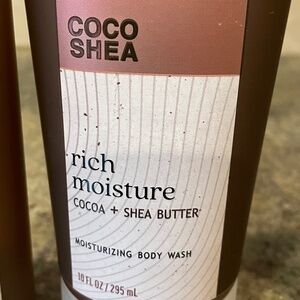 COCO
SHEA
rich
moisture
COCOA + SHEA BUTTER
MOISTURIZING BODY WASH
10 FL OZ / 295 mL